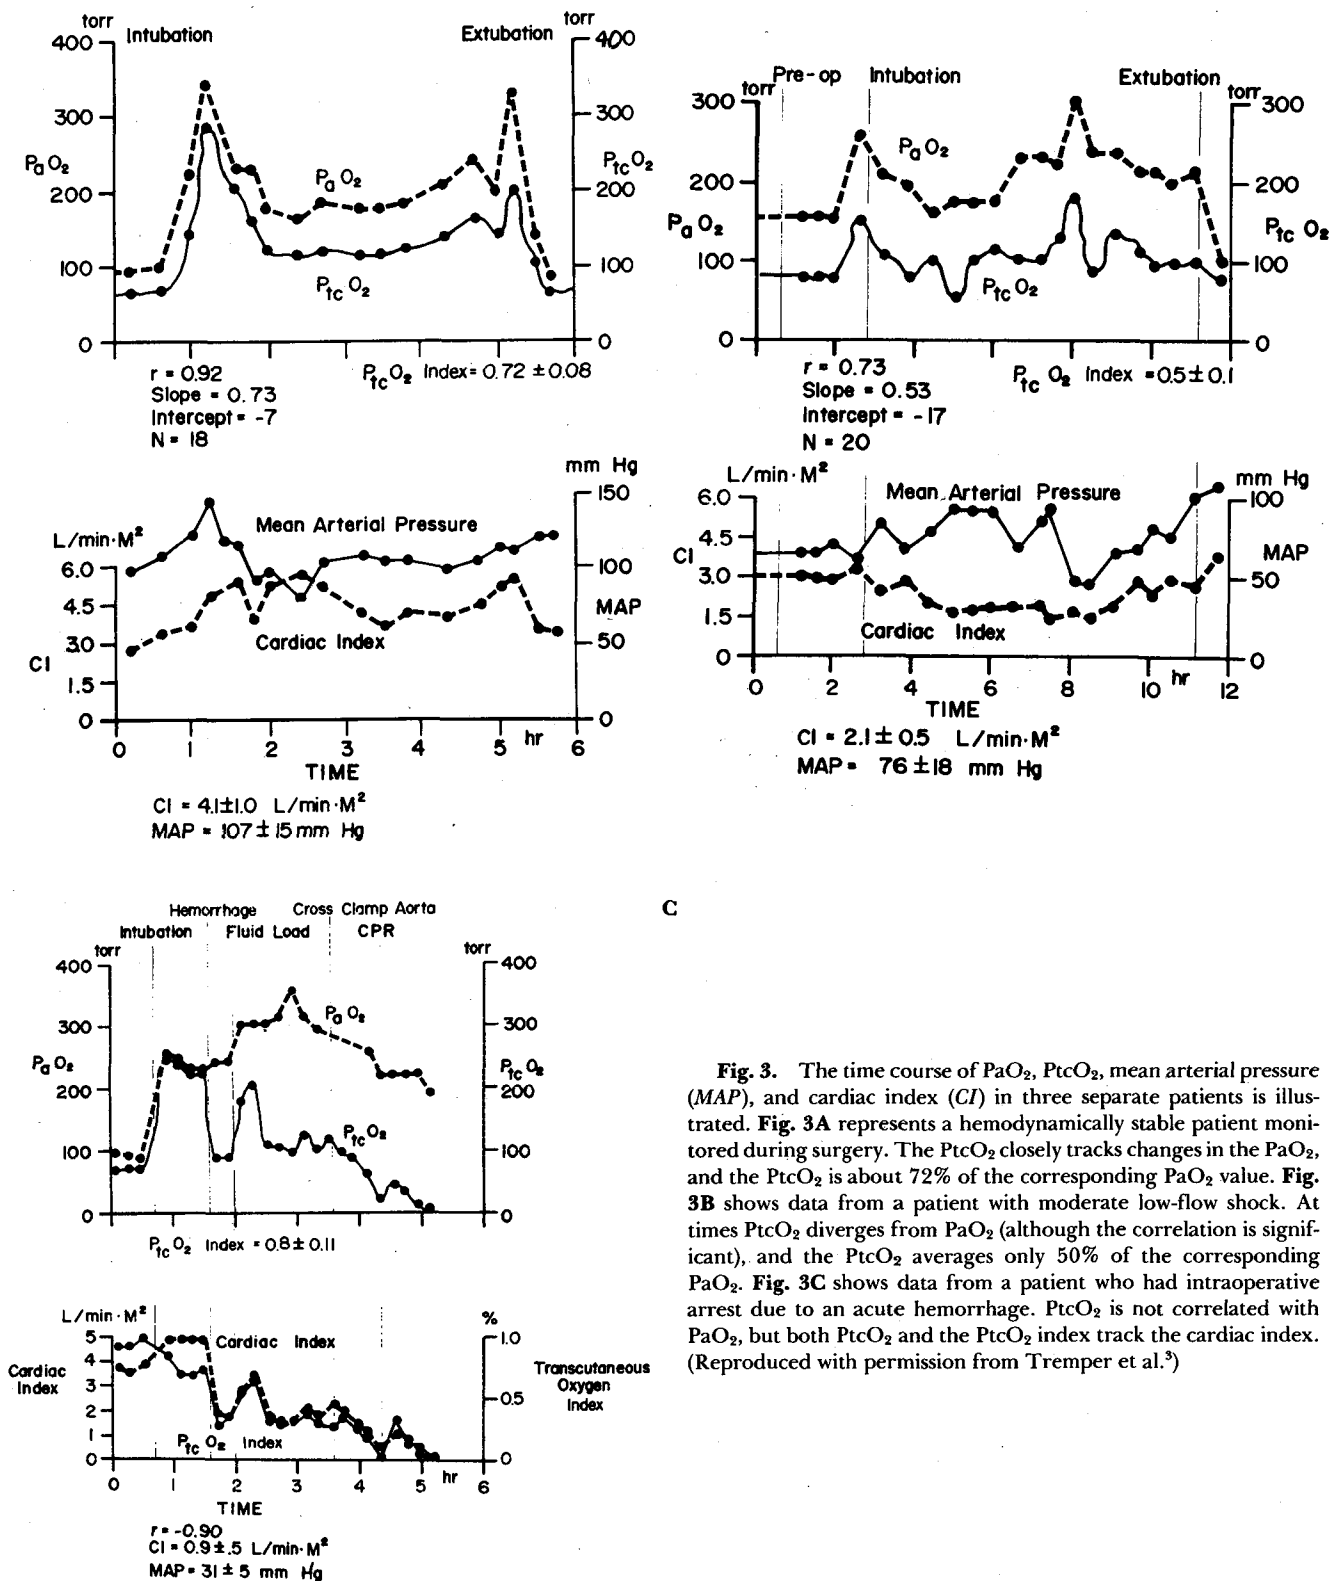 torr torr
400 Intubation Extubation 400
300 300
PaO2 PtcO2
PaO2
200 200
100 100
PtcO2
0 0
r = 0.92 PtcO2 Index = 0.72 ± 0.08
Slope = 0.73
Intercept = -7
N = 18
mm Hg
150
Mean Arterial Pressure
L/min·M²
6.0 100
4.5 MAP
3.0 Cardiac Index 50
CI
1.5
0 0
0 1 2 3 4 5 hr 6
TIME
CI = 4.1±1.0 L/min·M²
MAP = 107 ± 15 mm Hg
Pre-op Intubation Extubation
torr torr
300 300
PaO2
200 200
PaO2 PtcO2
100 100
PtcO2
0 0
r = 0.73 PtcO2 Index = 0.5 ± 0.1
Slope = 0.53
Intercept = -17
N = 20
L/min·M² mm Hg
6.0 Mean Arterial Pressure 100
4.5
CI MAP
3.0 50
1.5
Cardiac Index
0 0
0 2 4 6 8 10 hr 12
TIME
CI = 2.1 ± 0.5 L/min·M²
MAP = 76 ± 18 mm Hg
C
Hemorrhage Cross Clamp Aorta
Intubation Fluid Load CPR
torr torr
400 400
PaO2
300 300
PaO2 PtcO2
200 200
PtcO2
100 100
0 0
PtcO2 Index = 0.8 ± 0.11
L/min·M² %
5 Cardiac Index 1.0
4
Cardiac Index Transcutaneous Oxygen Index
3 0.5
2
1 PtcO2 Index
0 0
0 1 2 3 4 5 hr 6
TIME
r = -0.90
CI = 0.9 ± .5 L/min·M²
MAP = 31 ± 5 mm Hg
Fig. 3. The time course of PaO2, PtcO2, mean arterial pressure
(MAP), and cardiac index (CI) in three separate patients is illus-
trated. Fig. 3A represents a hemodynamically stable patient moni-
tored during surgery. The PtcO2 closely tracks changes in the PaO2,
and the PtcO2 is about 72% of the corresponding PaO2 value. Fig.
3B shows data from a patient with moderate low-flow shock. At
times PtcO2 diverges from PaO2 (although the correlation is signif-
icant), and the PtcO2 averages only 50% of the corresponding
PaO2. Fig. 3C shows data from a patient who had intraoperative
arrest due to an acute hemorrhage. PtcO2 is not correlated with
PaO2, but both PtcO2 and the PtcO2 index track the cardiac index.
(Reproduced with permission from Tremper et al.³)